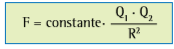 F = constante · Q₁ · Q₂ / R²